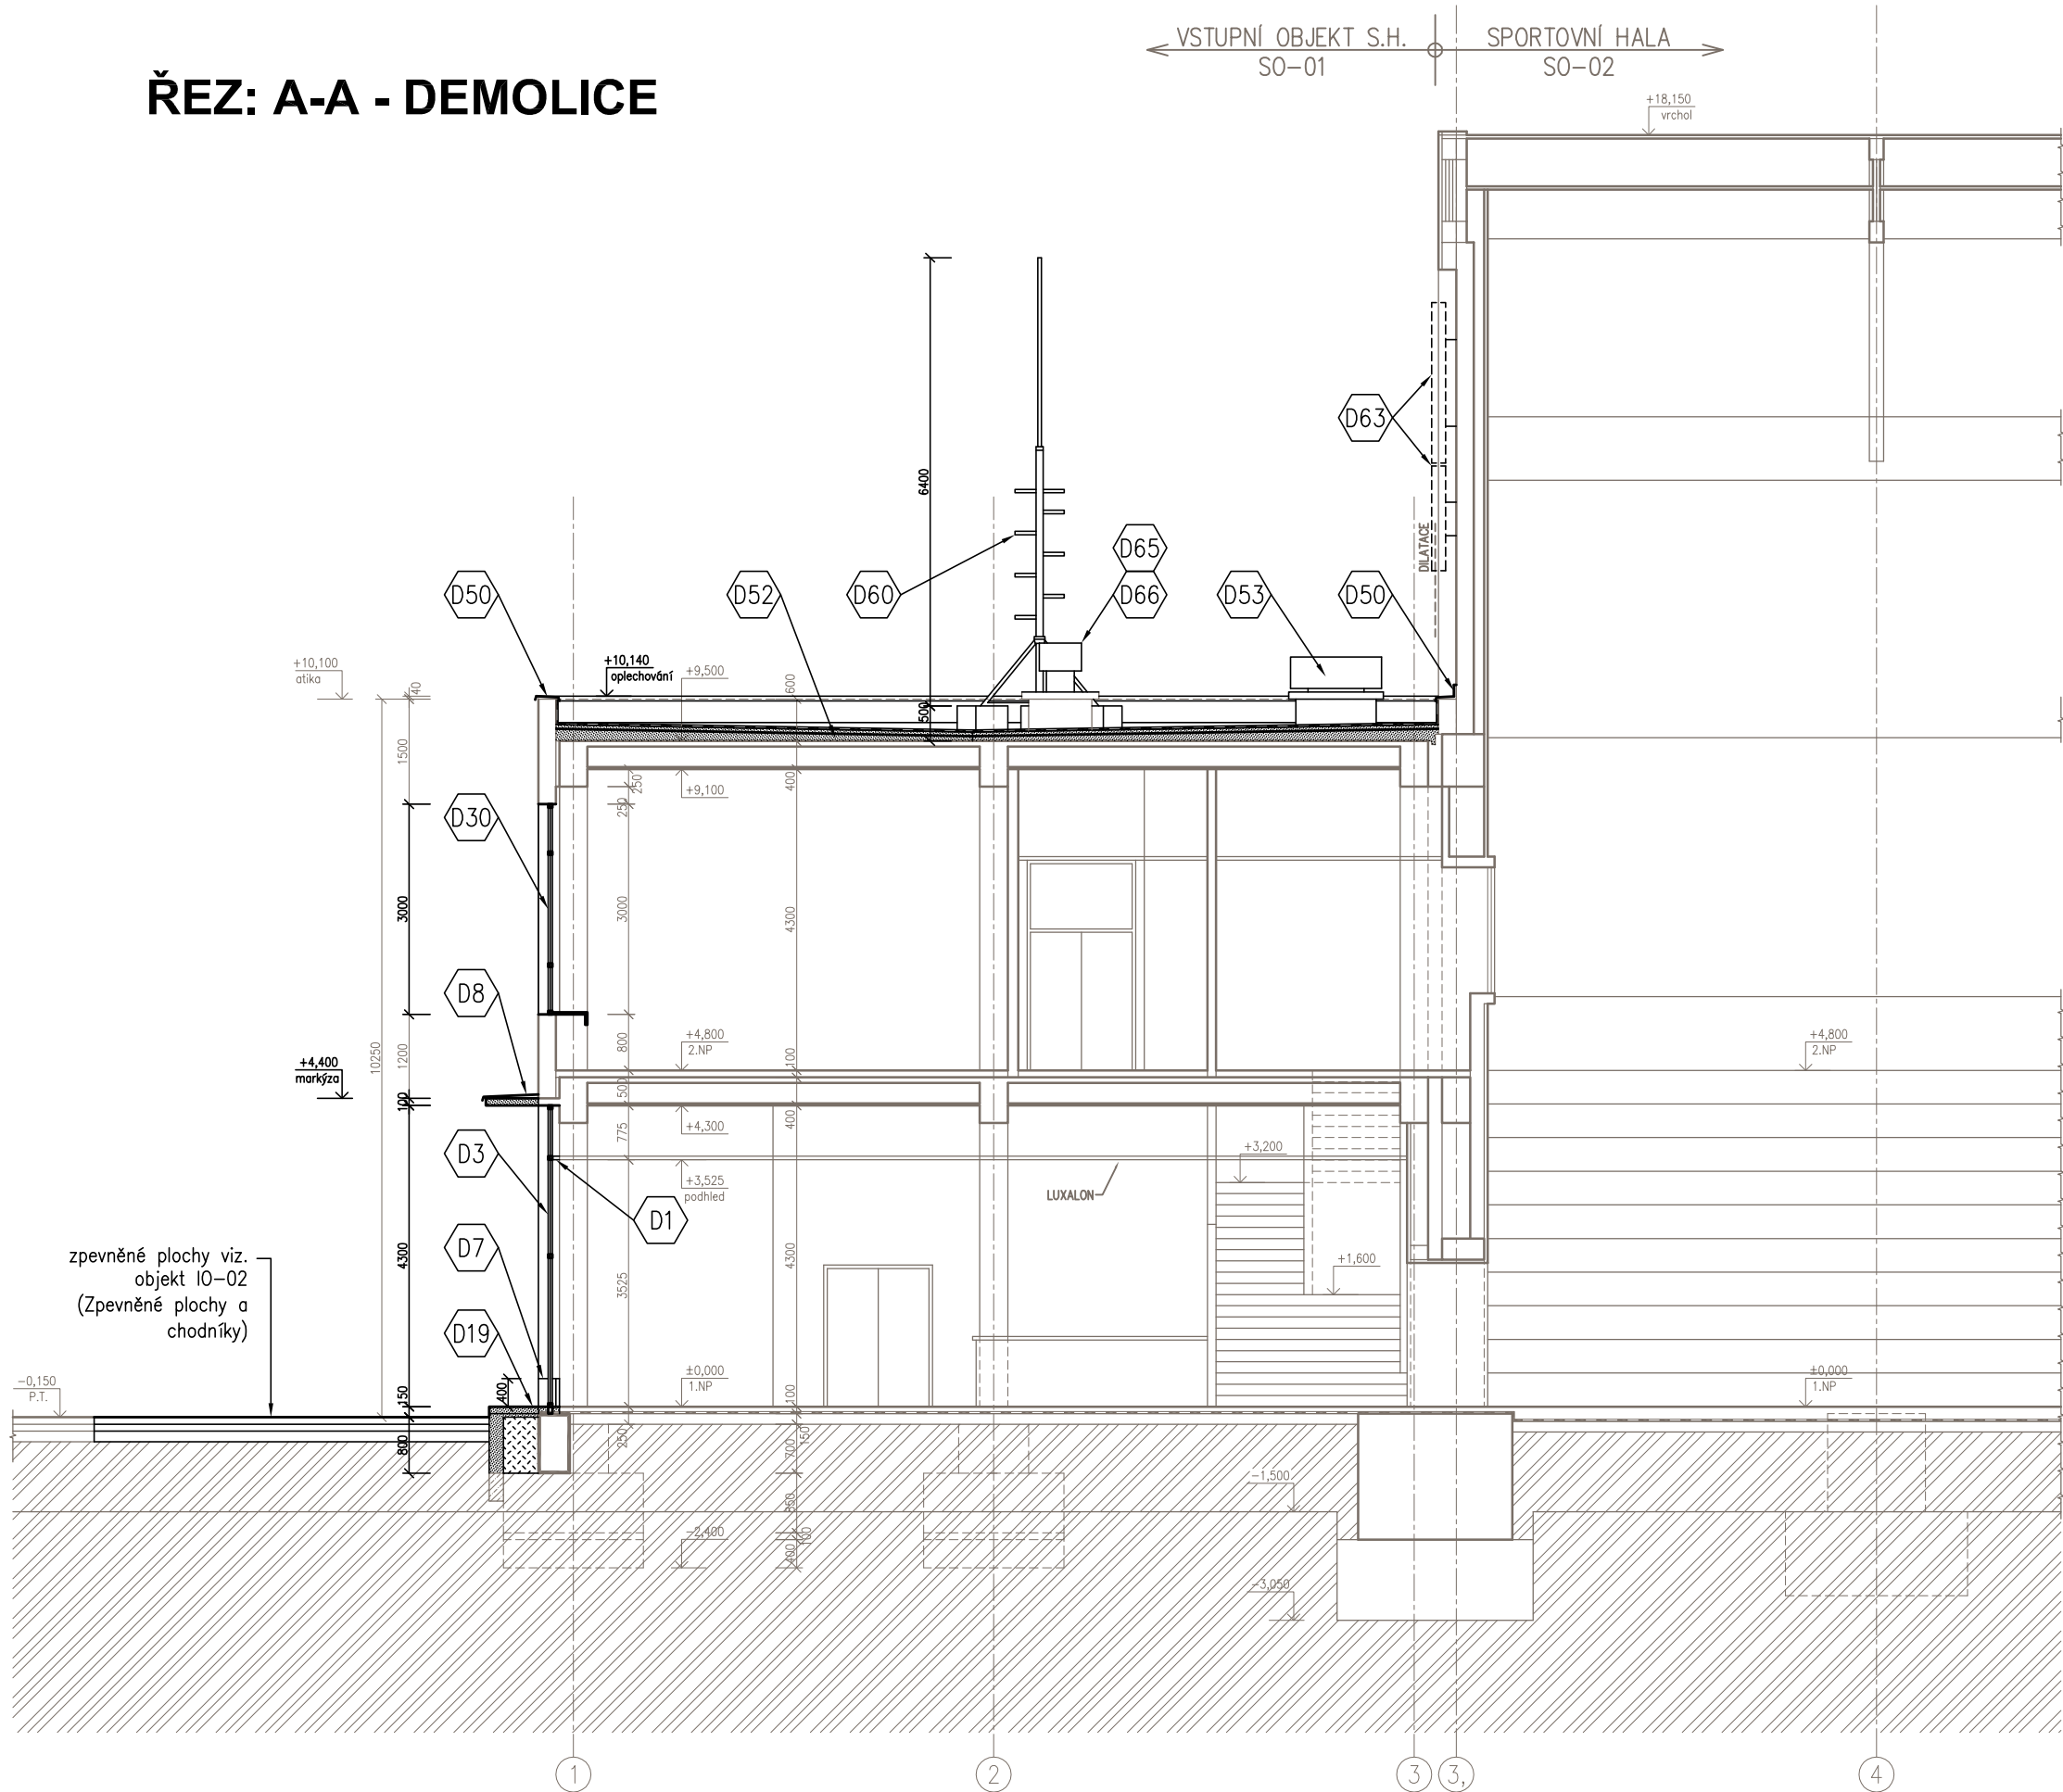 ŘEZ: A-A - DEMOLICE
VSTUPNÍ OBJEKT S.H.
SO-01
SPORTOVNÍ HALA
SO-02
+18,150
vrchol
6400
D63
DILATACE
D65
D66
D50
D52
D60
D53
D50
+10,100
atika
40
+10,140
oplechování
+9,500
600
500
1500
250
250
400
+9,100
D30
3000
3000
4300
D8
10250
1200
800
+4,800
2.NP
100
+4,800
2.NP
+4,400
markýza
100
500
775
+4,300
400
D3
+3,525
podhled
LUXALON
+3,200
D1
D7
zpevněné plochy viz.
objekt IO-02
(Zpevněné plochy a
chodníky)
4300
3525
4300
+1,600
D19
-0,150
P.T.
400
150
±0,000
1.NP
100
±0,000
1.NP
800
250
700
150
-1,500
850
-2,400
100
400
-3,050
1
2
3
3,
4